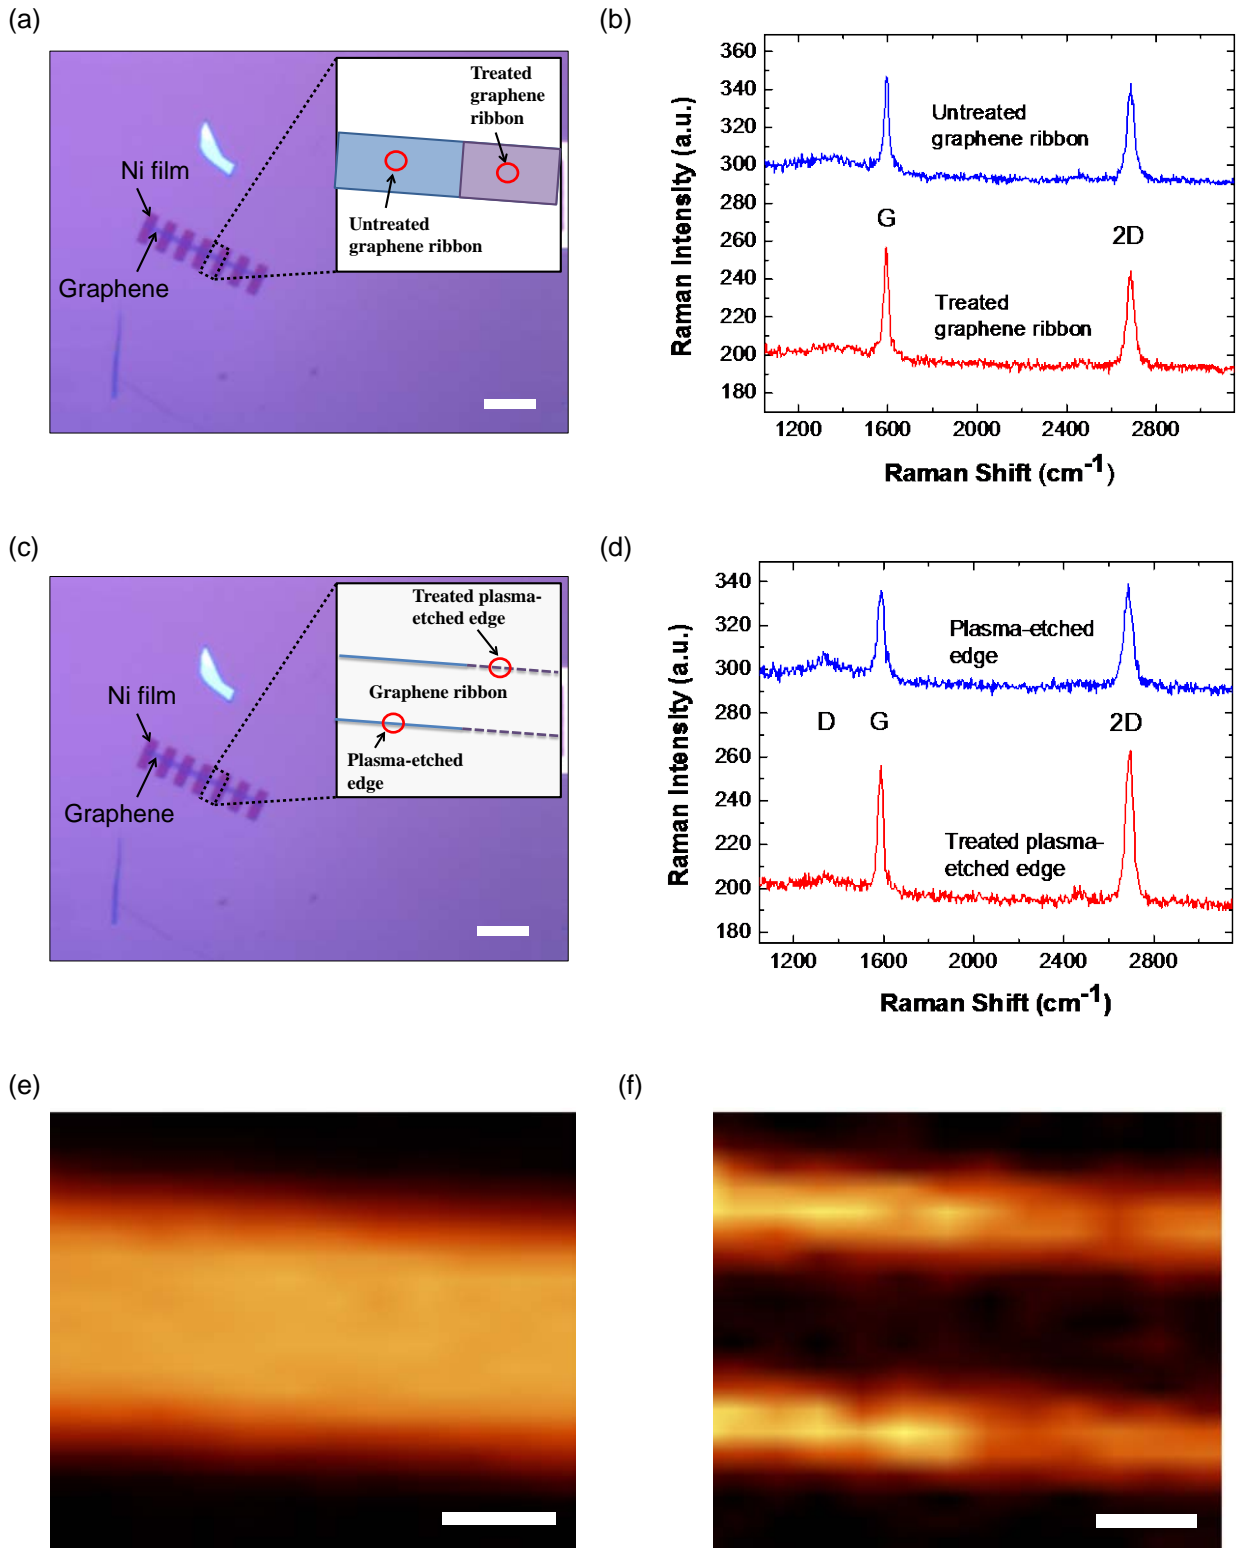 (a)
Ni film
Graphene
Treated
graphene
ribbon
Untreated
graphene ribbon
(b)
360
340
320
300
280
260
240
220
200
180
Raman Intensity (a.u.)
Untreated
graphene ribbon
G
2D
Treated
graphene ribbon
1200 1600 2000 2400 2800
Raman Shift (cm⁻¹)
(c)
Ni film
Graphene
Treated plasma-
etched edge
Graphene ribbon
Plasma-etched
edge
(d)
340
320
300
280
260
240
220
200
180
Raman Intensity (a.u.)
Plasma-etched
edge
D G 2D
Treated plasma-
etched edge
1200 1600 2000 2400 2800
Raman Shift (cm⁻¹)
(e)
(f)